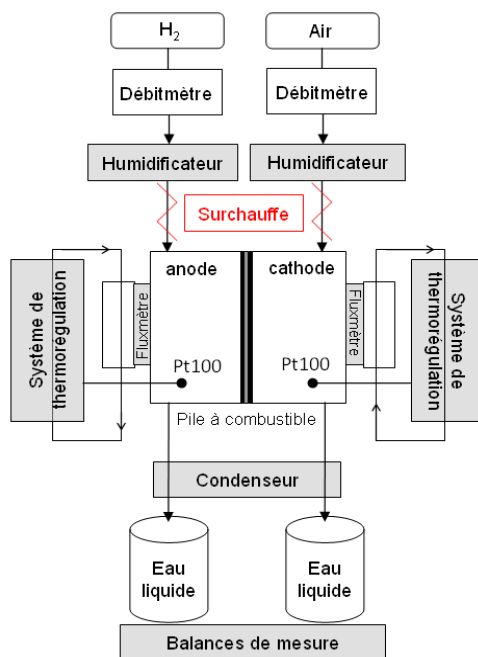 H2
Air
Débitmètre
Débitmètre
Humidificateur
Humidificateur
Surchauffe
anode
cathode
Système de
thermorégulation
Fluxmètre
Fluxmètre
Système de
thermorégulation
Pt100
Pt100
Pile à combustible
Condenseur
Eau
liquide
Eau
liquide
Balances de mesure